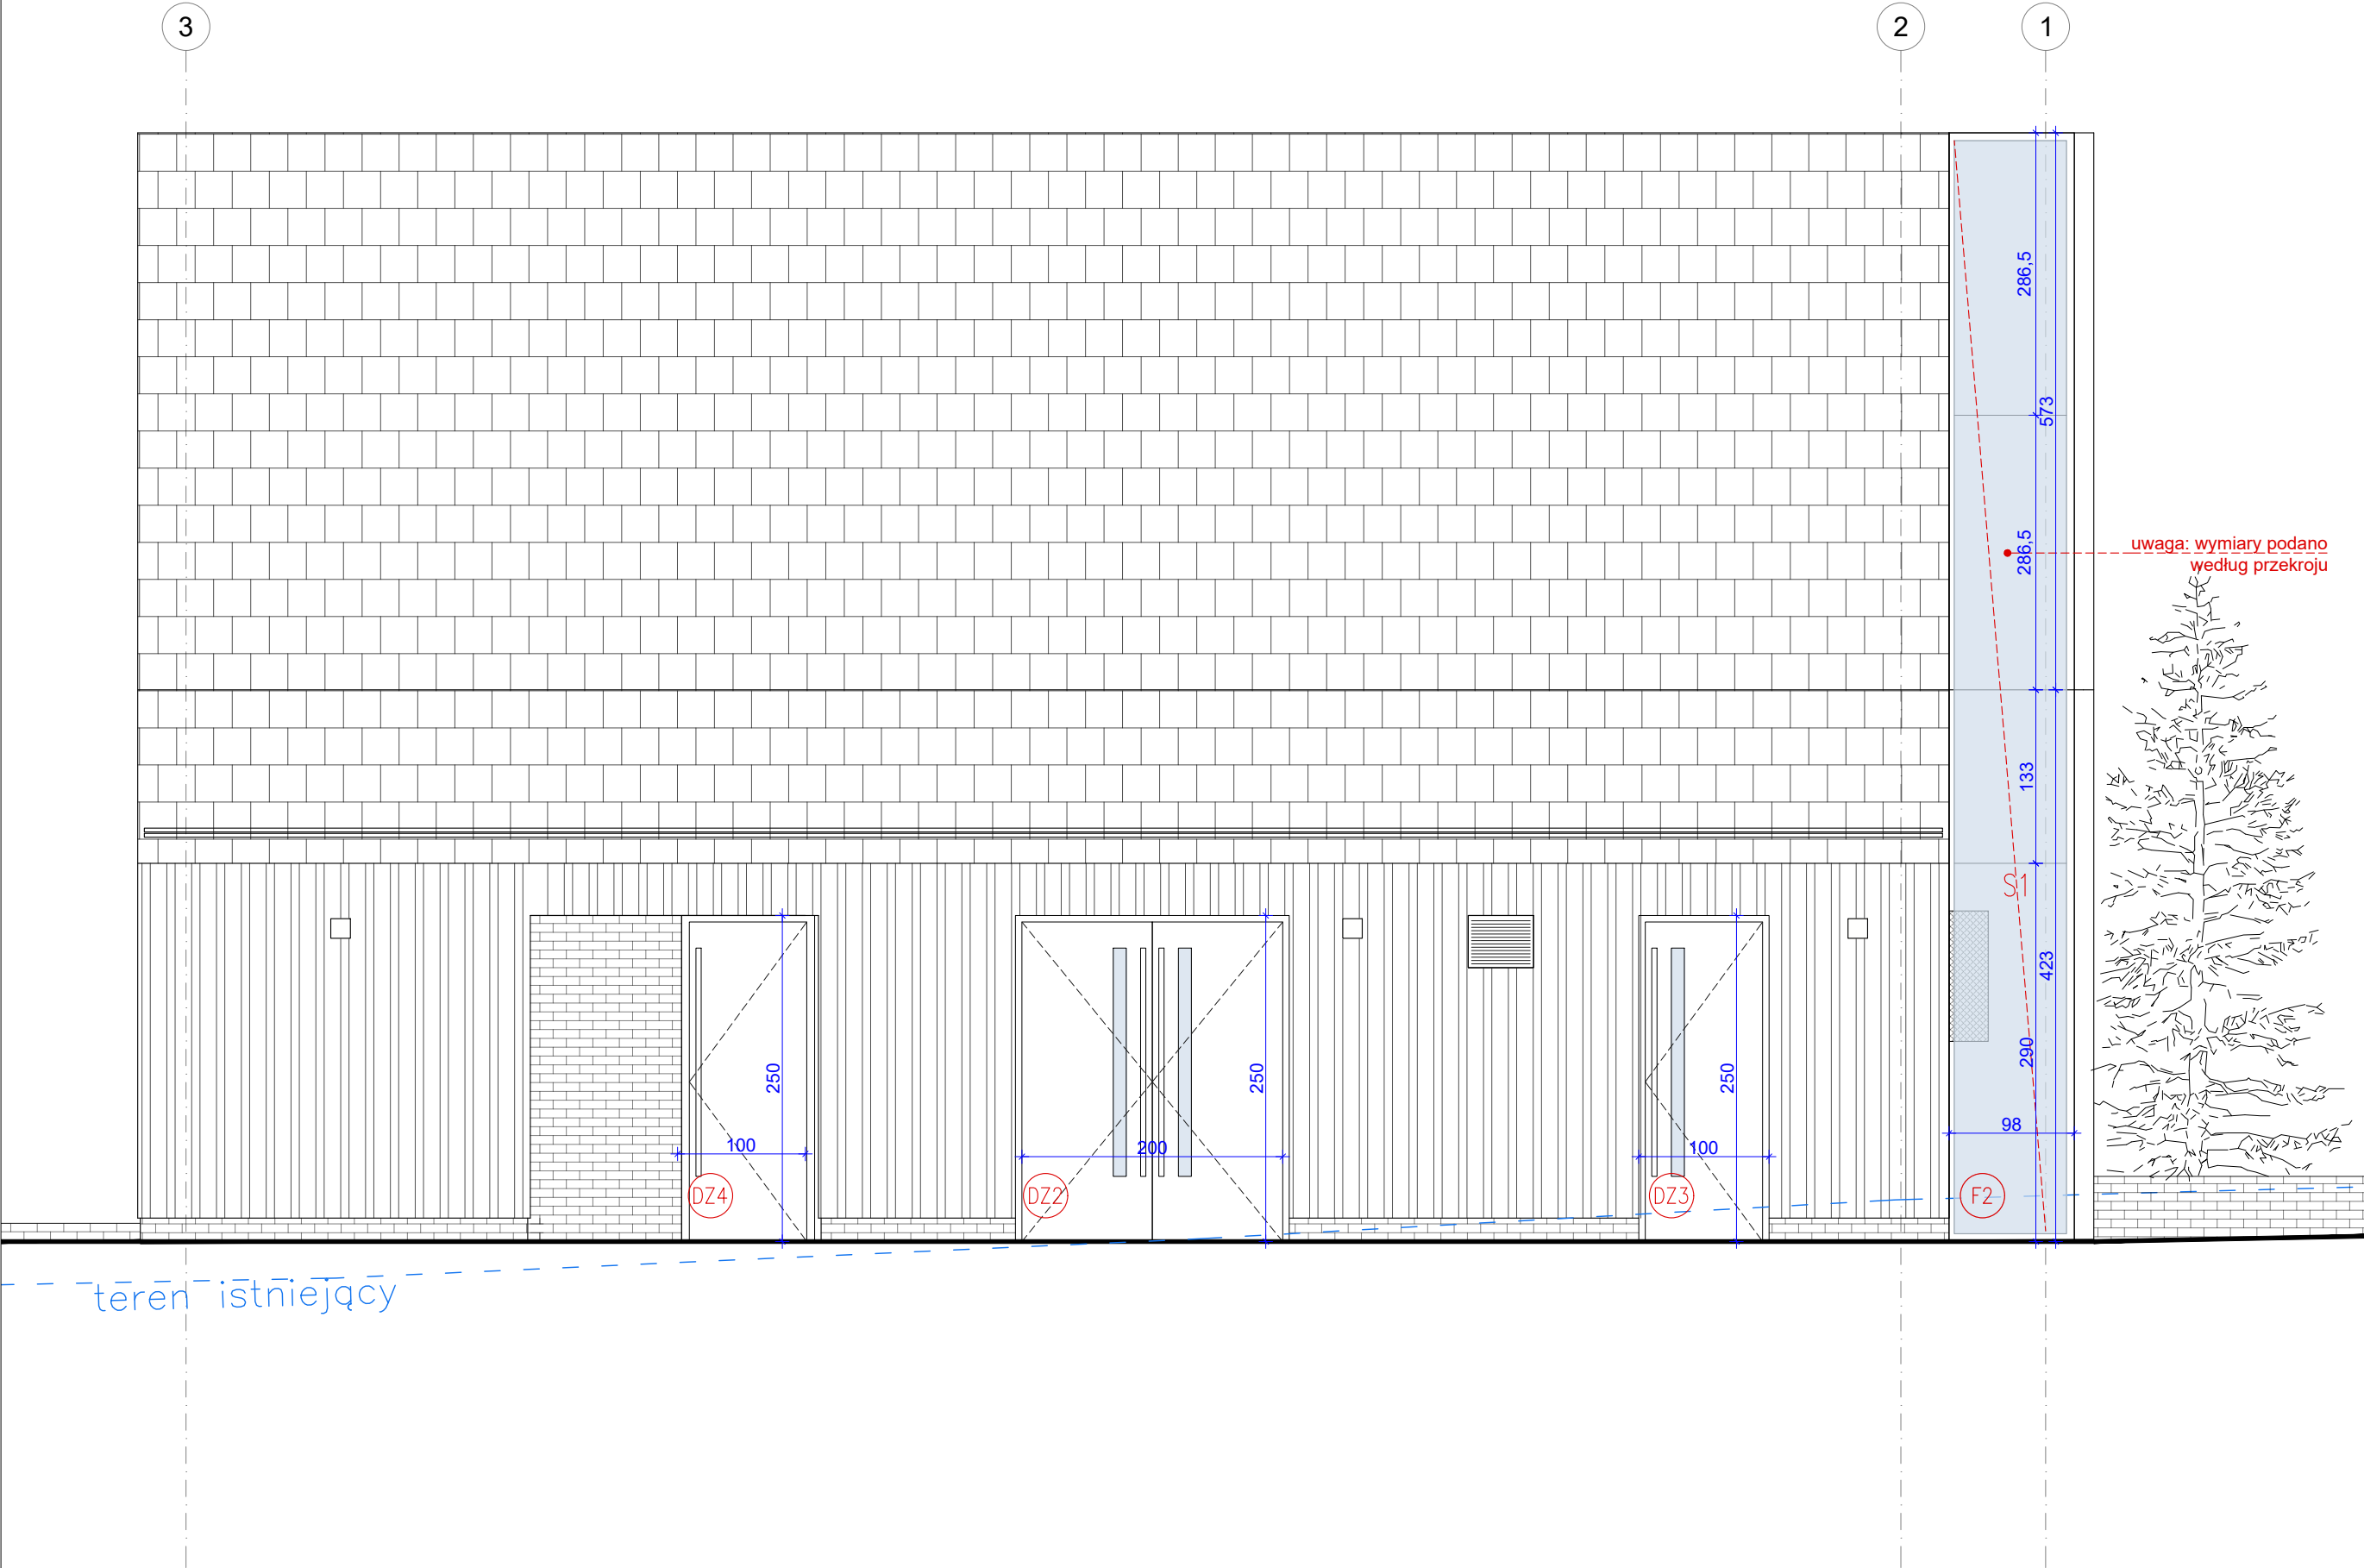 3
2
1
286,5
573
uwaga: wymiary podano
według przekroju
286,5
133
S1
423
290
250
250
250
98
100
200
100
DZ4
DZ2
DZ3
F2
teren istniejący